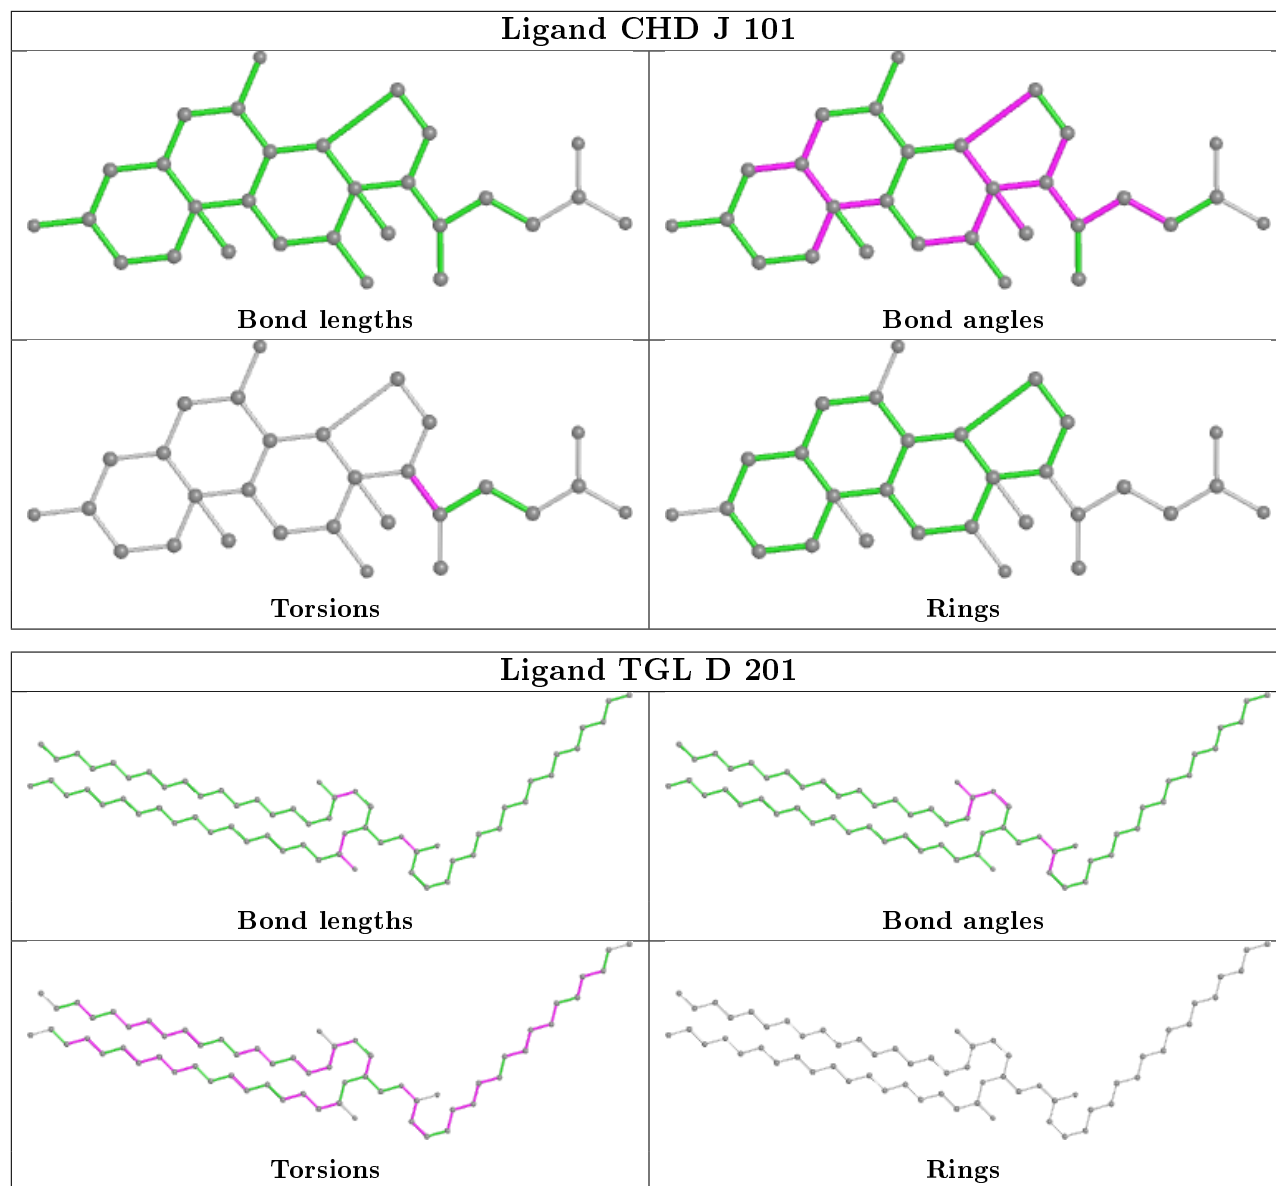 Ligand CHD J 101
Bond lengths
Bond angles
Torsions
Rings
Ligand TGL D 201
Bond lengths
Bond angles
Torsions
Rings